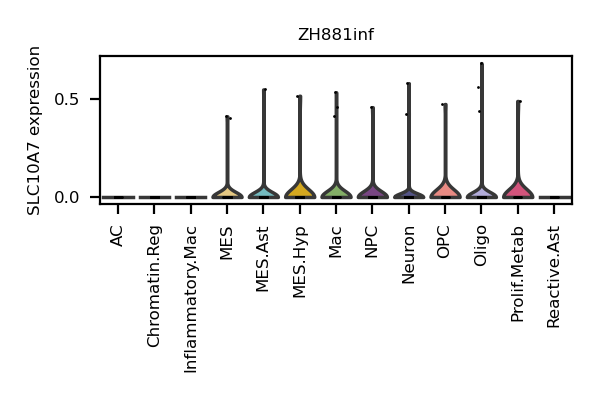 ZH881inf
SLC10A7 expression
0.5
0.0
AC
Chromatin.Reg
Inflammatory.Mac
MES
MES.Ast
MES.Hyp
Mac
NPC
Neuron
OPC
Oligo
Prolif.Metab
Reactive.Ast